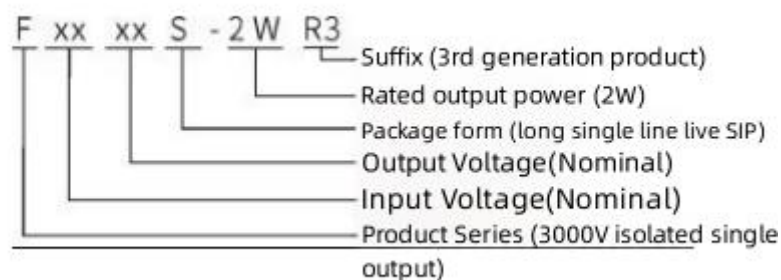 F xx xx S - 2W R3
Suffix (3rd generation product)
Rated output power (2W)
Package form (long single line live SIP)
Output Voltage(Nominal)
Input Voltage(Nominal)
Product Series (3000V isolated single
output)